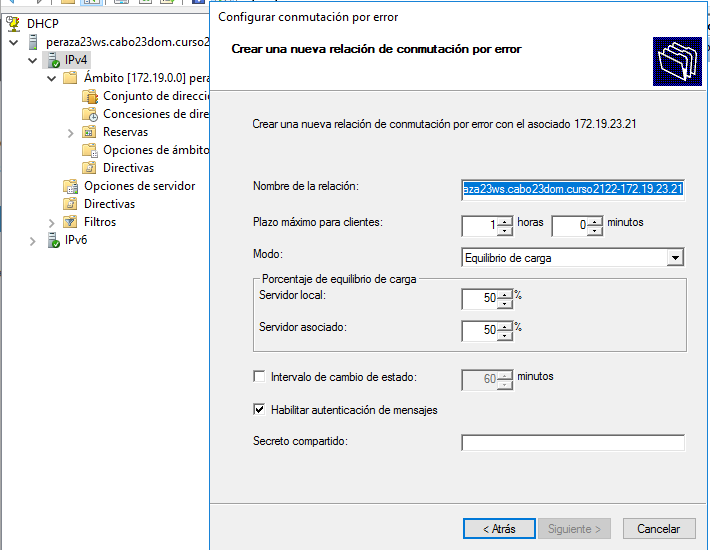 Configurar conmutación por error
DHCP
peraza23ws.cabo23dom.curso2
IPv4
Ámbito [172.19.0.0] pera
Conjunto de direcci
Concesiones de dire
Reservas
Opciones de ámbito
Directivas
Opciones de servidor
Directivas
Filtros
IPv6
Crear una nueva relación de conmutación por error
Crear una nueva relación de conmutación por error con el asociado 172.19.23.21
Nombre de la relación: aza23ws.cabo23dom.curso2122-172.19.23.21
Plazo máximo para clientes: 1 horas 0 minutos
Modo: Equilibrio de carga
Porcentaje de equilibrio de carga
Servidor local: 50 %
Servidor asociado: 50 %
Intervalo de cambio de estado: 60 minutos
Habilitar autenticación de mensajes
Secreto compartido:
< Atrás Siguiente > Cancelar